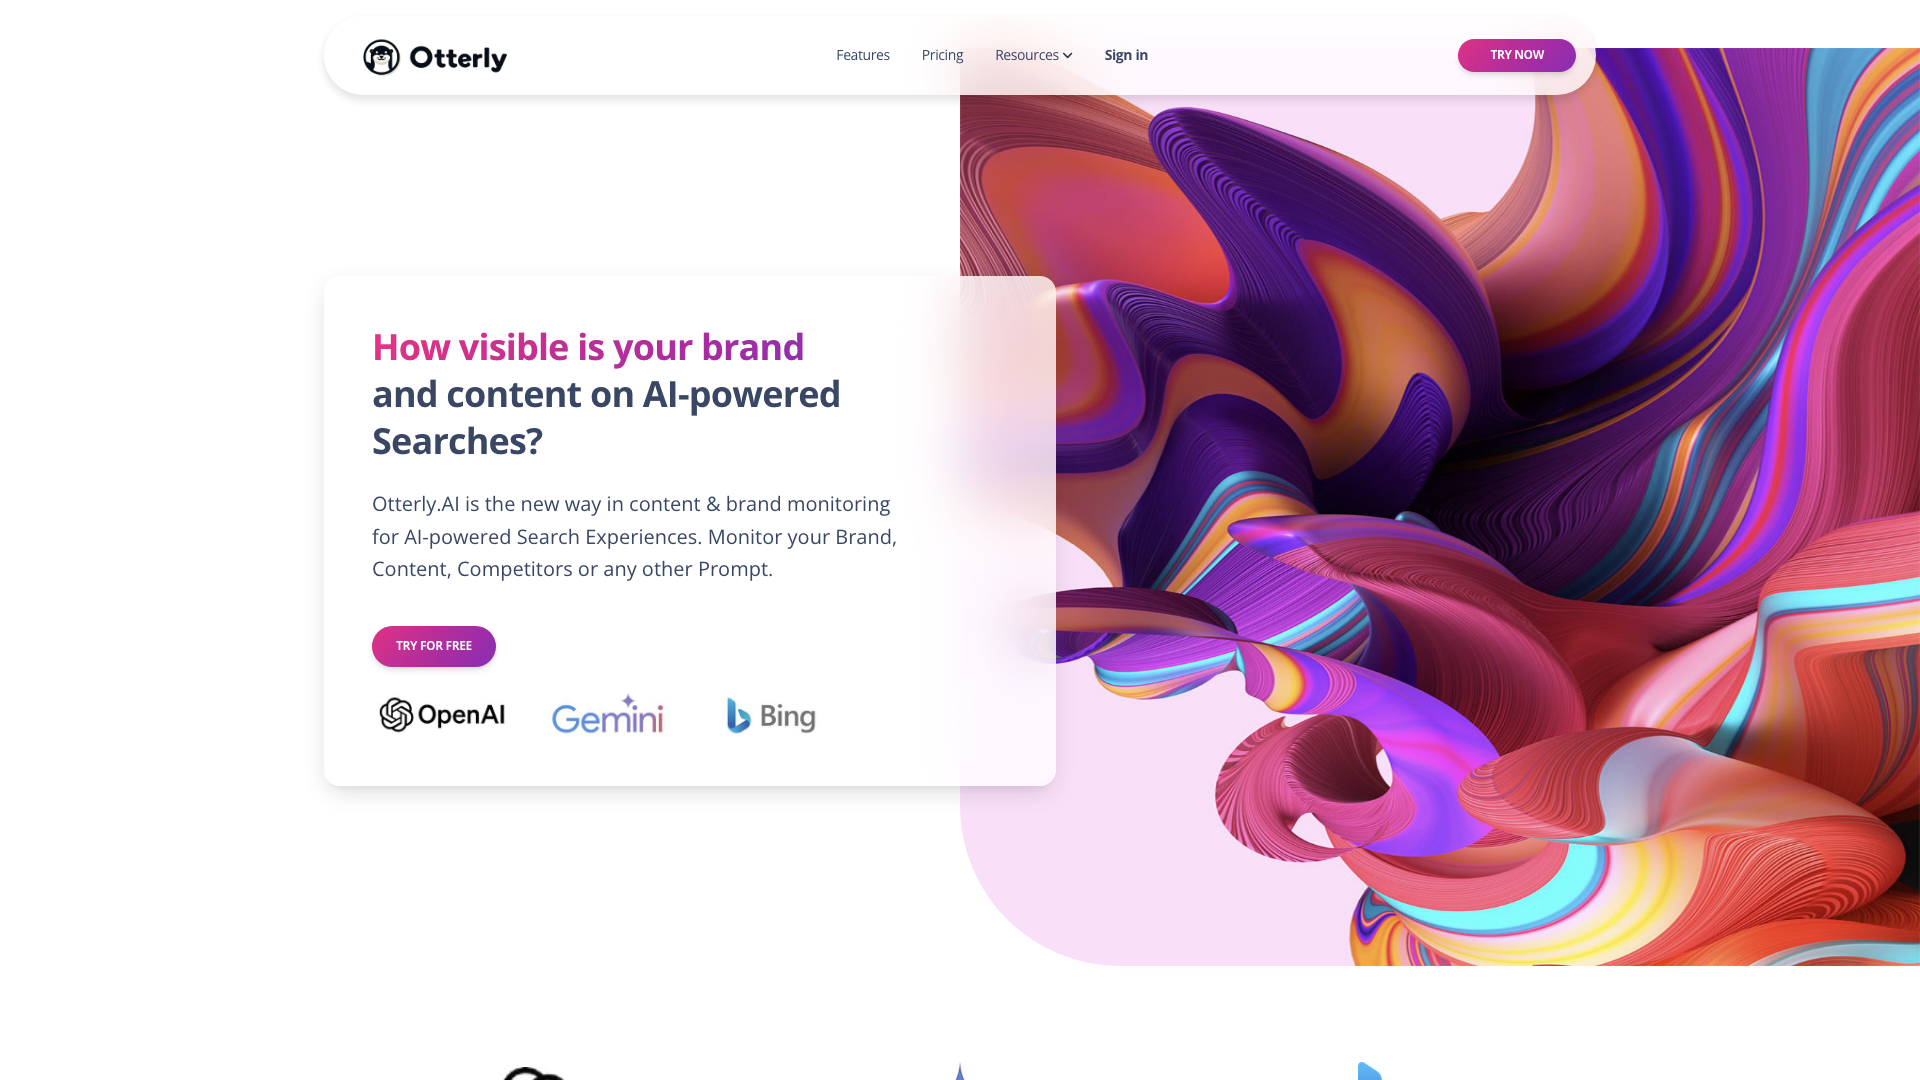 Otterly
Features
Pricing
Resources
Sign in
TRY NOW
How visible is your brand
and content on AI-powered
Searches?
Otterly.AI is the new way in content & brand monitoring
for AI-powered Search Experiences. Monitor your Brand,
Content, Competitors or any other Prompt.
TRY FOR FREE
OpenAI
Gemini
Bing